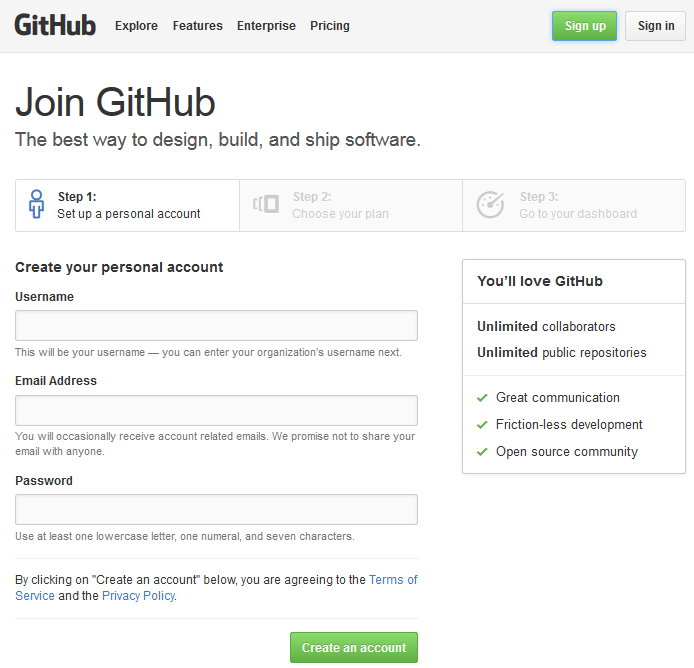 GitHub Explore Features Enterprise Pricing Sign up Sign in
Join GitHub
The best way to design, build, and ship software.
Step 1:
Set up a personal account
Step 2:
Choose your plan
Step 3:
Go to your dashboard
Create your personal account
Username
This will be your username — you can enter your organization's username next.
Email Address
You will occasionally receive account related emails. We promise not to share your
email with anyone.
Password
Use at least one lowercase letter, one numeral, and seven characters.
By clicking on "Create an account" below, you are agreeing to the Terms of
Service and the Privacy Policy.
Create an account
You'll love GitHub
Unlimited collaborators
Unlimited public repositories
Great communication
Friction-less development
Open source community